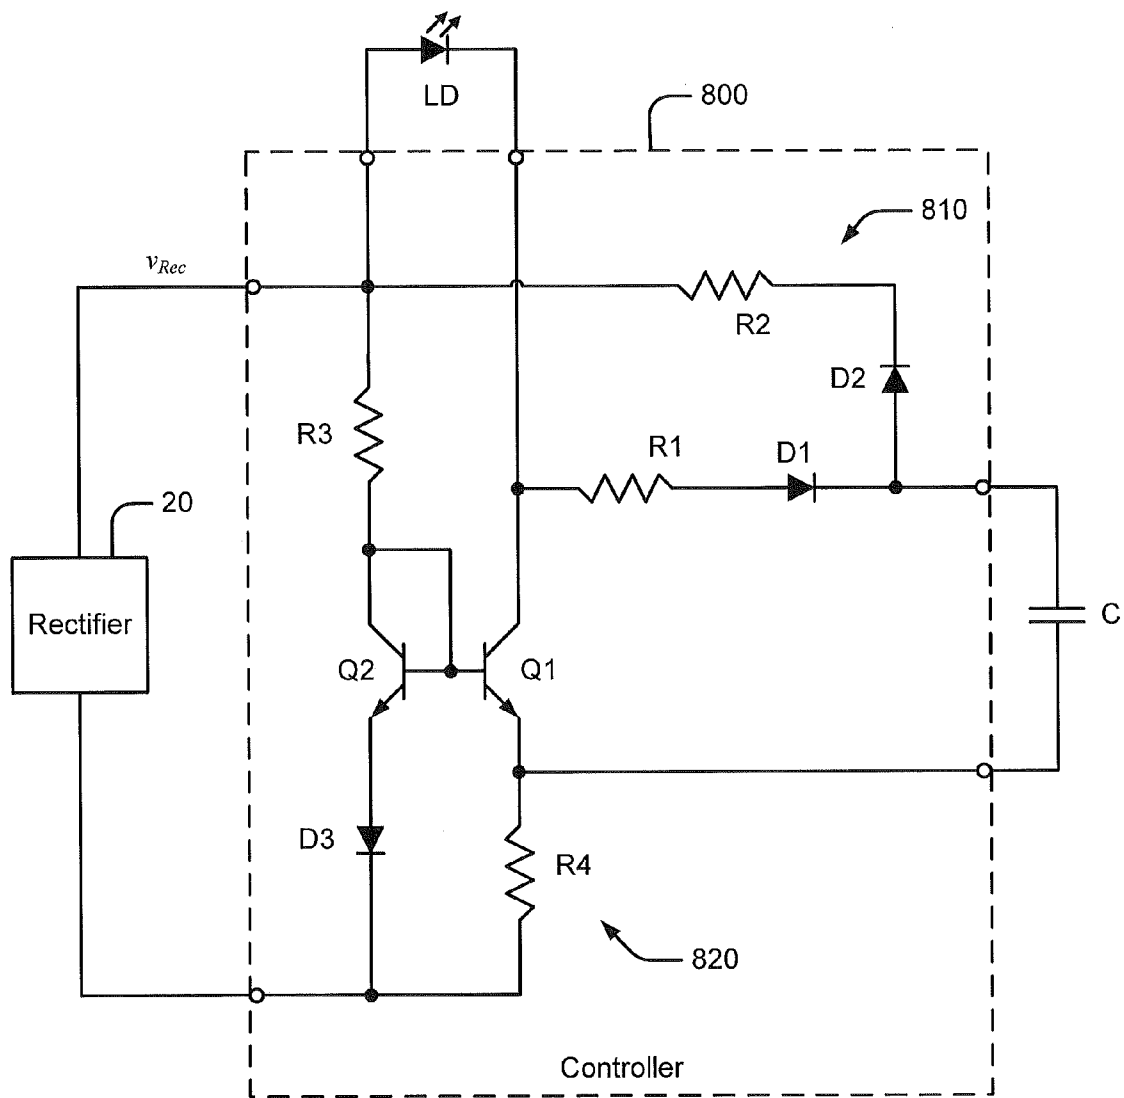 LD
800
810
vRec
R2
D2
R3
R1
D1
20
Rectifier
C
Q2
Q1
D3
R4
820
Controller